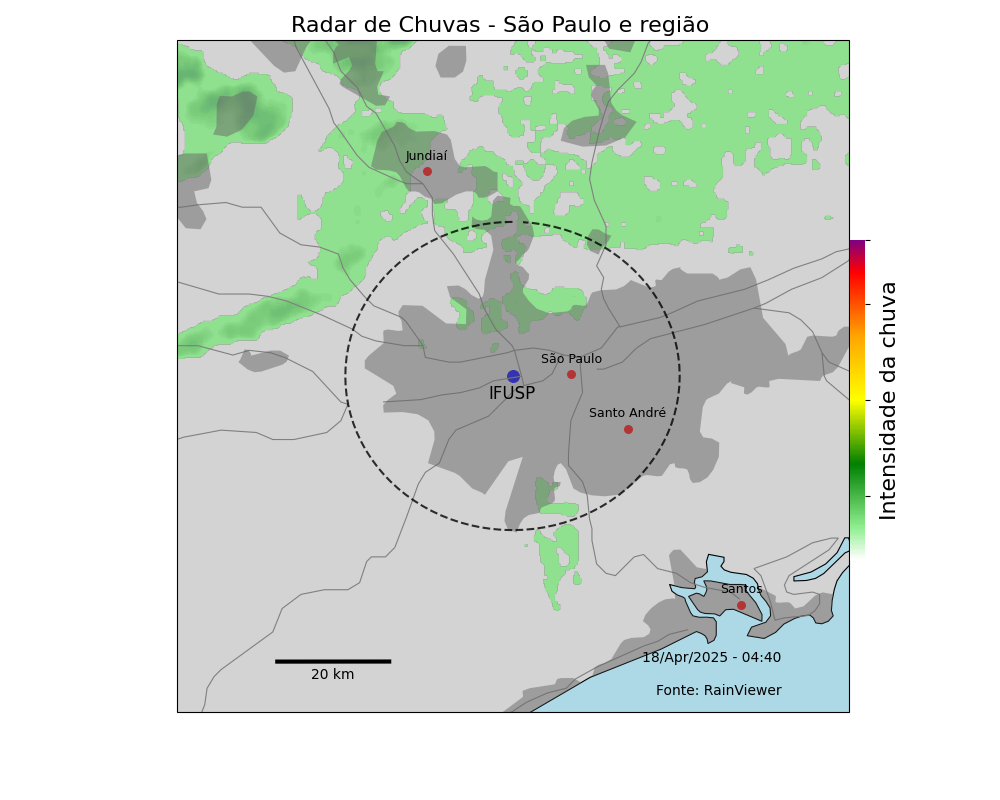 Radar de Chuvas - São Paulo e região
Jundiaí
São Paulo
IFUSP
Santo André
Santos
Intensidade da chuva
20 km
18/Apr/2025 - 04:40
Fonte: RainViewer